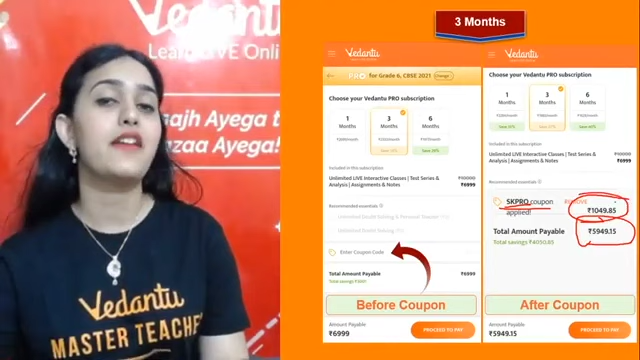 Vedantu
Learn LIVE Online
ajh Ayega t
zaa Ayega!
Vedantu
MASTER TEACHE
3 Months
Vedantu
PRO for Grade 6, CBSE 2021
Choose your Vedantu PRO subscription
1
Months
3
Months
6
Months
Included in this subscription
Unlimited LIVE Interactive Classes | Test Series &
Analysis | Assignments & Notes
₹6999
Recommended essentials
Enter Coupon Code
Total Amount Payable
₹6999
Before Coupon
Amount Payable
₹6999
PROCEED TO PAY
Vedantu
Choose your Vedantu PRO subscription
1
Months
3
Months
6
Months
Included in this subscription
Unlimited LIVE Interactive Classes | Test Series &
Analysis | Assignments & Notes
₹6999
Recommended essentials
SKPRO coupon
applied!
REMOVE
₹1049.85
Total Amount Payable
₹5949.15
Total savings ₹4050.85
After Coupon
Amount Payable
₹5949.15
PROCEED TO PAY